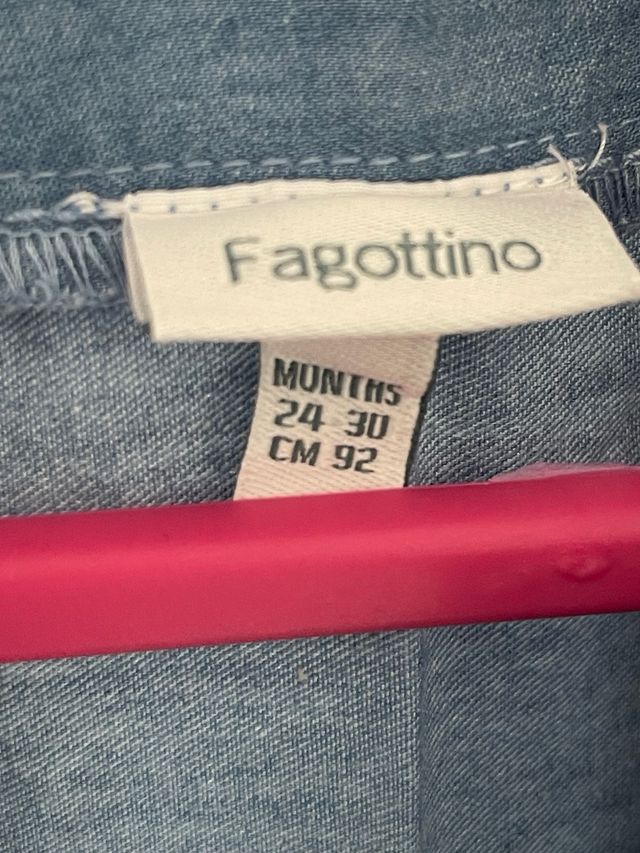 Fagottino
MONTHS
24 30
CM 92